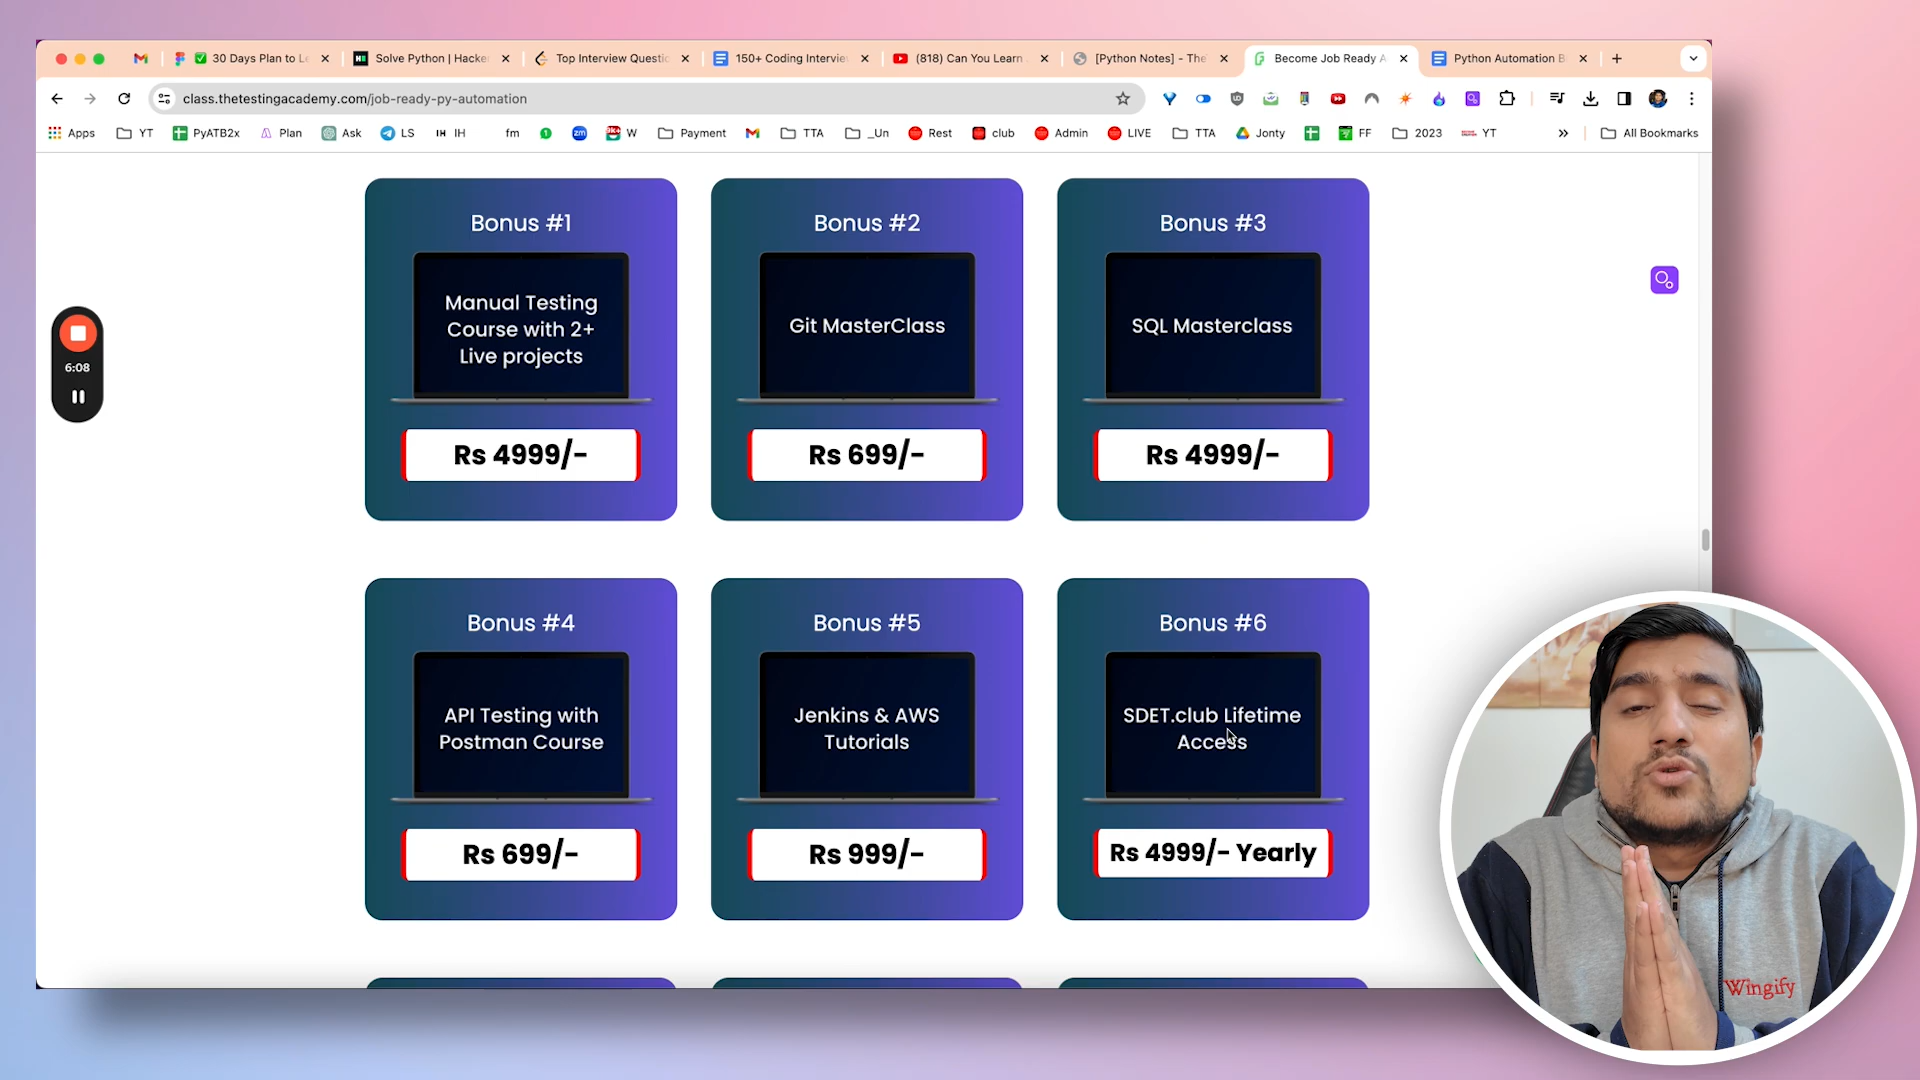 30 Days Plan to Le
Solve Python | Hacke
Top Interview Questic
150+ Coding Intervie
(818) Can You Learn
[Python Notes] - The
Become Job Ready A
Python Automation B
class.thetestingacademy.com/job-ready-py-automation
Apps YT PyATB2x Plan Ask LS IH IH fm zm W Payment TTA _Un Rest club Admin LIVE TTA Jonty FF 2023 YT All Bookmarks
6:08
Bonus #1
Manual Testing
Course with 2+
Live projects
Rs 4999/-
Bonus #2
Git MasterClass
Rs 699/-
Bonus #3
SQL Masterclass
Rs 4999/-
Bonus #4
API Testing with
Postman Course
Rs 699/-
Bonus #5
Jenkins & AWS
Tutorials
Rs 999/-
Bonus #6
SDET.club Lifetime
Access
Rs 4999/- Yearly
Wingify